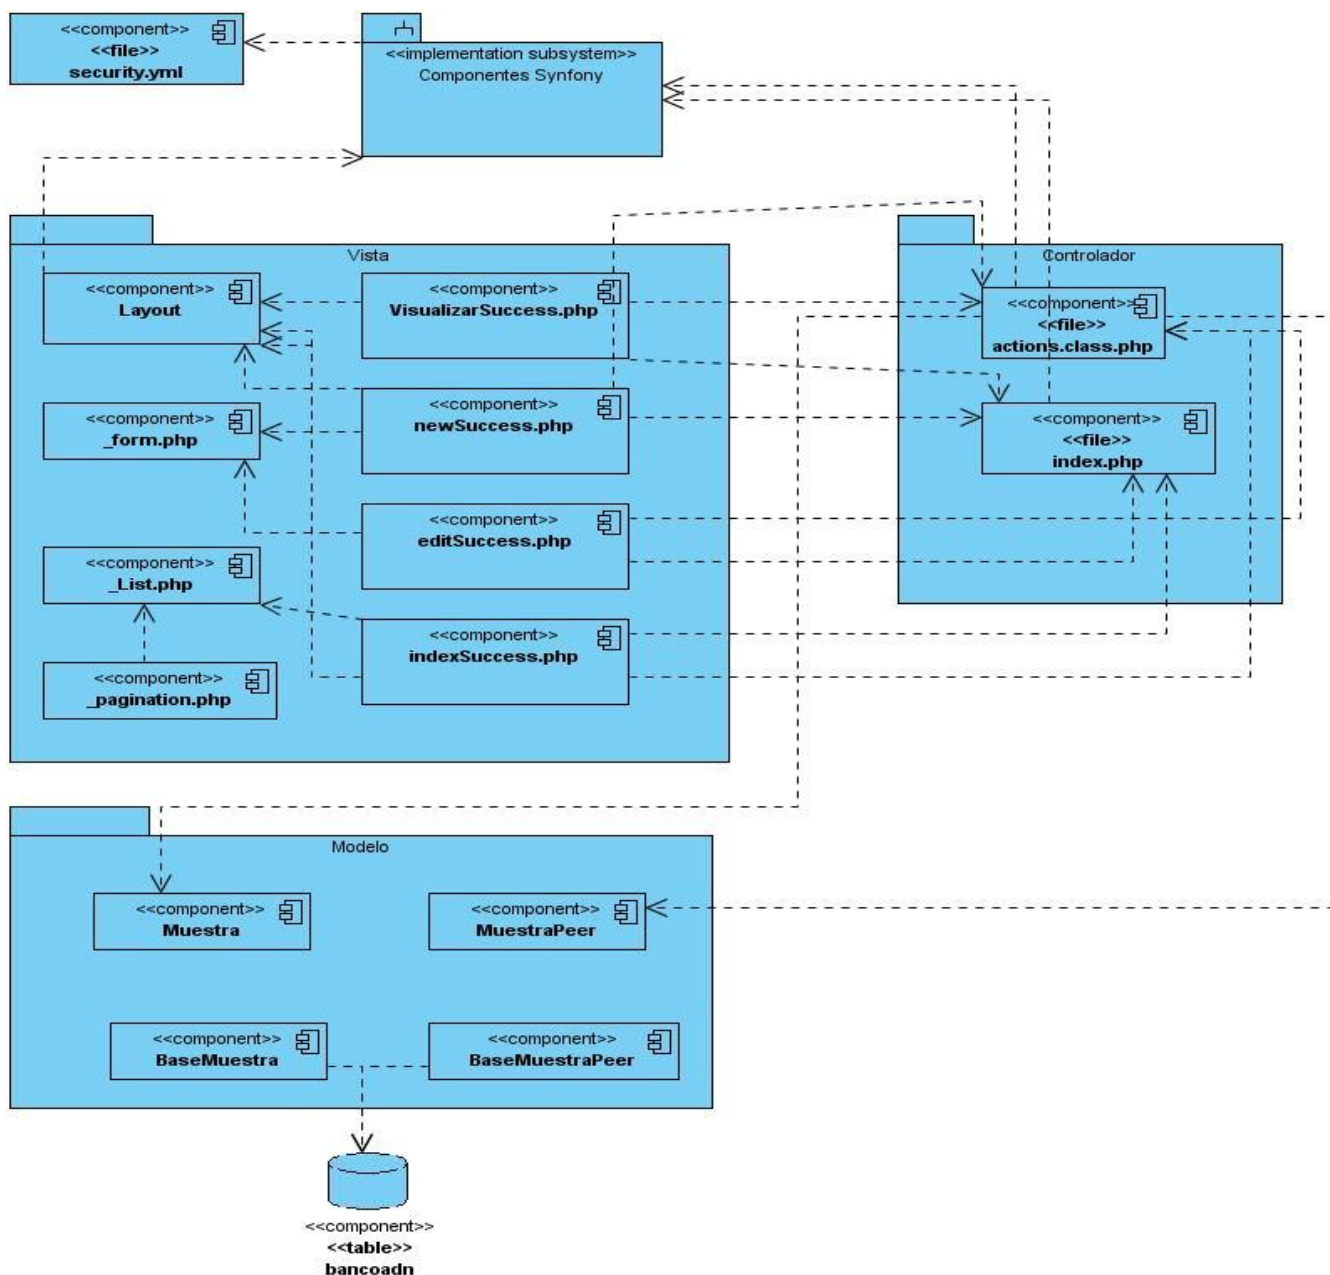 <<component>>
<<file>>
security.yml
<<implementation subsystem>>
Componentes Synfony
Vista
<<component>>
Layout
<<component>>
VisualizarSuccess.php
<<component>>
_form.php
<<component>>
newSuccess.php
<<component>>
editSuccess.php
<<component>>
_List.php
<<component>>
indexSuccess.php
<<component>>
_pagination.php
Controlador
<<component>>
<<file>>
actions.class.php
<<component>>
<<file>>
index.php
Modelo
<<component>>
Muestra
<<component>>
MuestraPeer
<<component>>
BaseMuestra
<<component>>
BaseMuestraPeer
<<component>>
<<table>>
bancoadn